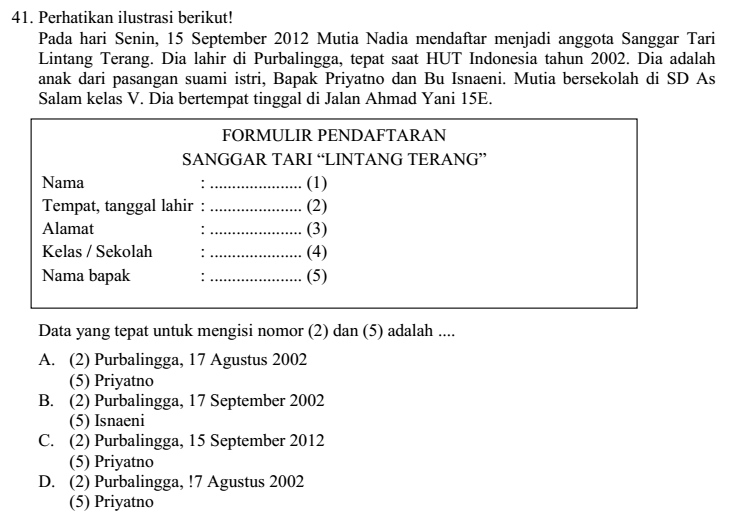 41. Perhatikan ilustrasi berikut!
Pada hari Senin, 15 September 2012 Mutia Nadia mendaftar menjadi anggota Sanggar Tari
Lintang Terang. Dia lahir di Purbalingga, tepat saat HUT Indonesia tahun 2002. Dia adalah
anak dari pasangan suami istri, Bapak Priyatno dan Bu Isnaeni. Mutia bersekolah di SD As
Salam kelas V. Dia bertempat tinggal di Jalan Ahmad Yani 15E.
FORMULIR PENDAFTARAN
SANGGAR TARI “LINTANG TERANG”
Nama : ..................... (1)
Tempat, tanggal lahir : ..................... (2)
Alamat : ..................... (3)
Kelas / Sekolah : ..................... (4)
Nama bapak : ..................... (5)
Data yang tepat untuk mengisi nomor (2) dan (5) adalah ....
A. (2) Purbalingga, 17 Agustus 2002
(5) Priyatno
B. (2) Purbalingga, 17 September 2002
(5) Isnaeni
C. (2) Purbalingga, 15 September 2012
(5) Priyatno
D. (2) Purbalingga, !7 Agustus 2002
(5) Priyatno